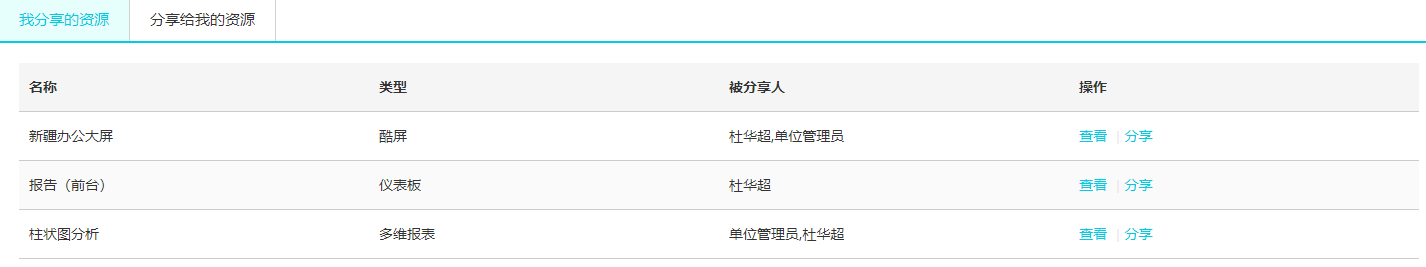 我分享的资源 分享给我的资源
名称 类型 被分享人 操作
新疆办公大屏 酷屏 杜华超,单位管理员 查看 | 分享
报告（前台） 仪表板 杜华超 查看 | 分享
柱状图分析 多维报表 单位管理员,杜华超 查看 | 分享